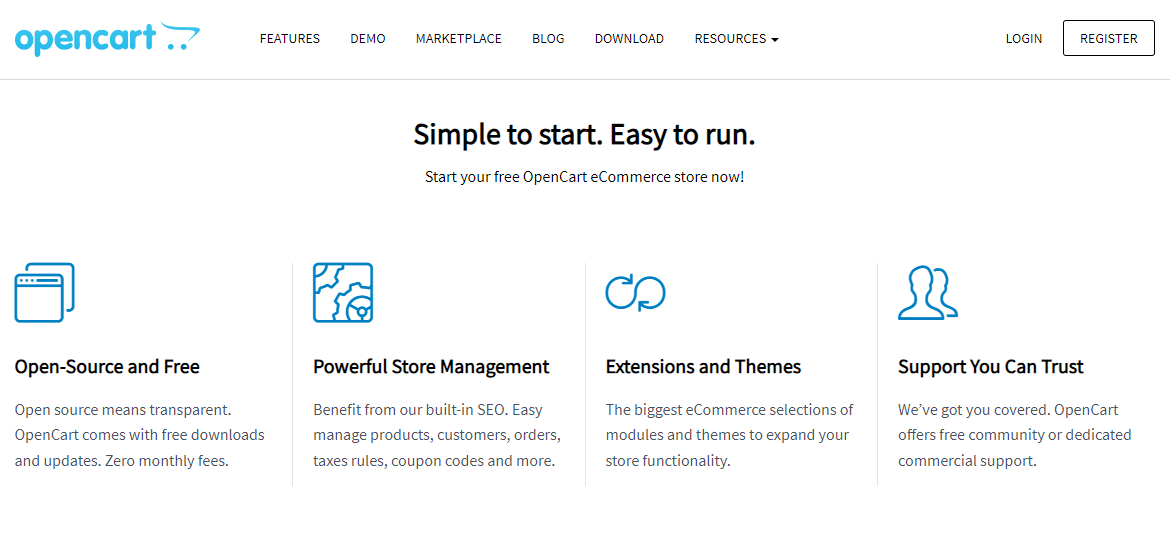 opencart
FEATURES DEMO MARKETPLACE BLOG DOWNLOAD RESOURCES LOGIN REGISTER
Simple to start. Easy to run.
Start your free OpenCart eCommerce store now!
Open-Source and Free
Open source means transparent.
OpenCart comes with free downloads
and updates. Zero monthly fees.
Powerful Store Management
Benefit from our built-in SEO. Easy
manage products, customers, orders,
taxes rules, coupon codes and more.
Extensions and Themes
The biggest eCommerce selections of
modules and themes to expand your
store functionality.
Support You Can Trust
We’ve got you covered. OpenCart
offers free community or dedicated
commercial support.